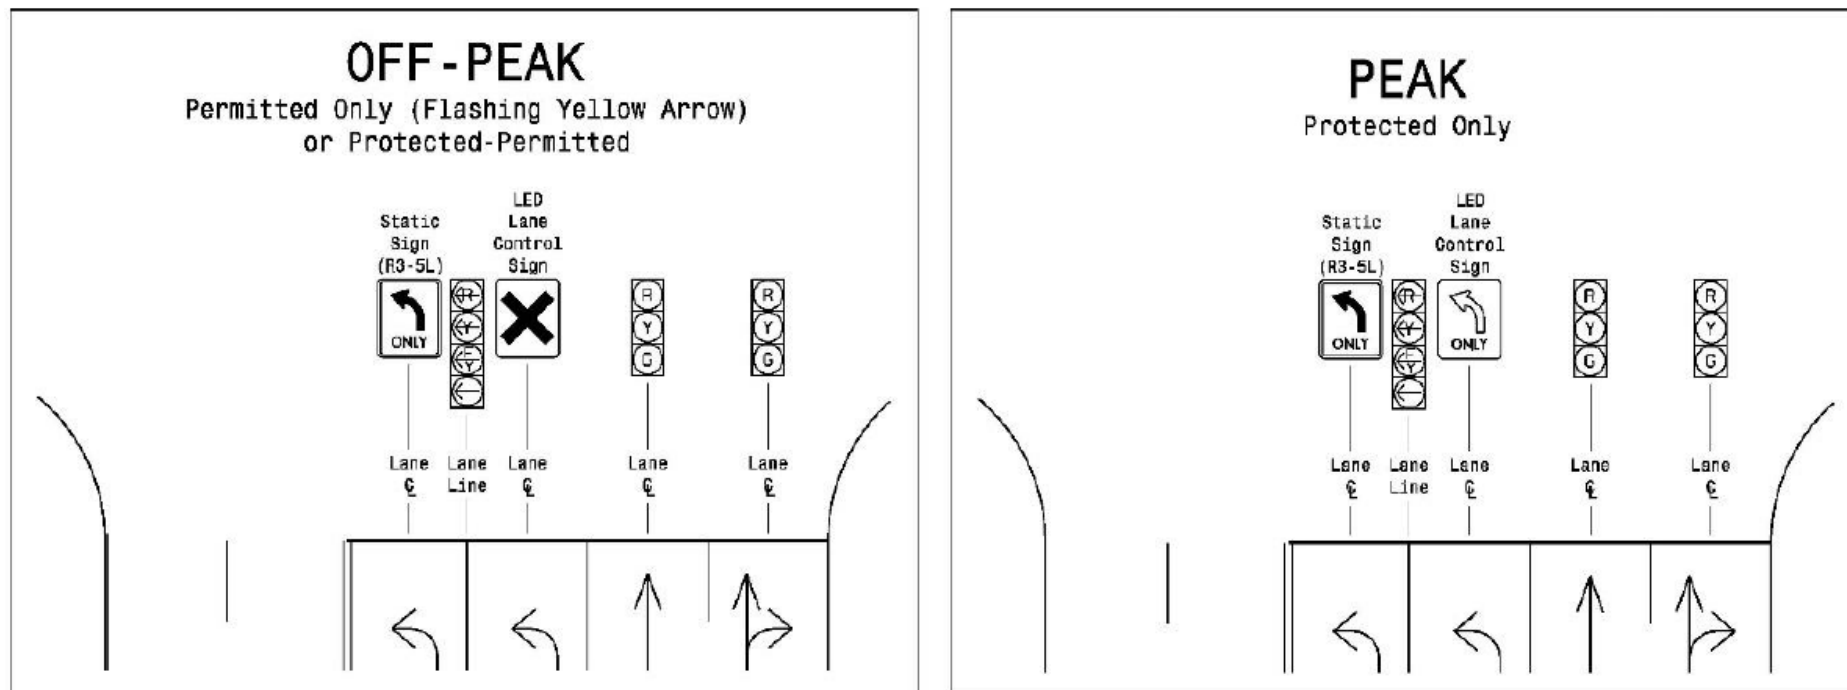 OFF-PEAK
Permitted Only (Flashing Yellow Arrow)
or Protected-Permitted
Static
Sign
(R3-5L)
LED
Lane
Control
Sign
ONLY
R
Y
FY
R
Y
G
R
Y
G
Lane
℄
Lane
Line
Lane
℄
Lane
℄
Lane
℄
PEAK
Protected Only
Static
Sign
(R3-5L)
LED
Lane
Control
Sign
ONLY
R
Y
FY
ONLY
R
Y
G
R
Y
G
Lane
℄
Lane
Line
Lane
℄
Lane
℄
Lane
℄